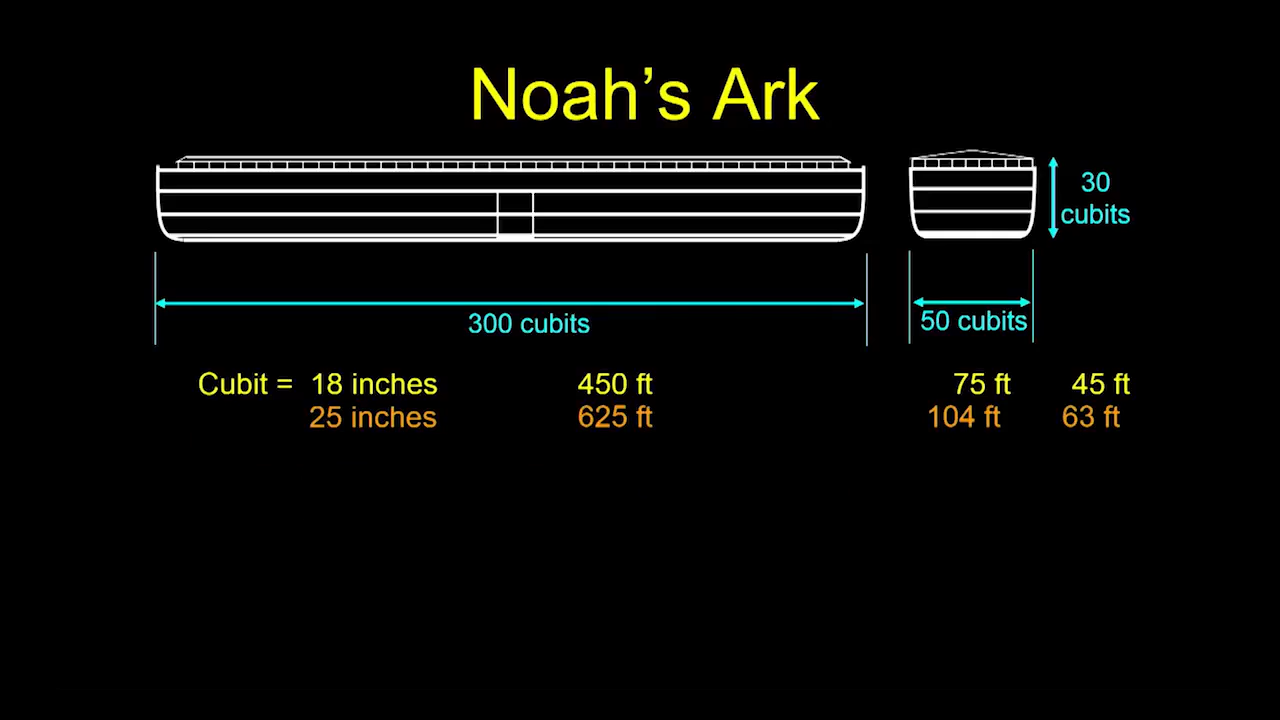 Noah's Ark
30
cubits
300 cubits
50 cubits
Cubit = 18 inches 450 ft 75 ft 45 ft
25 inches 625 ft 104 ft 63 ft